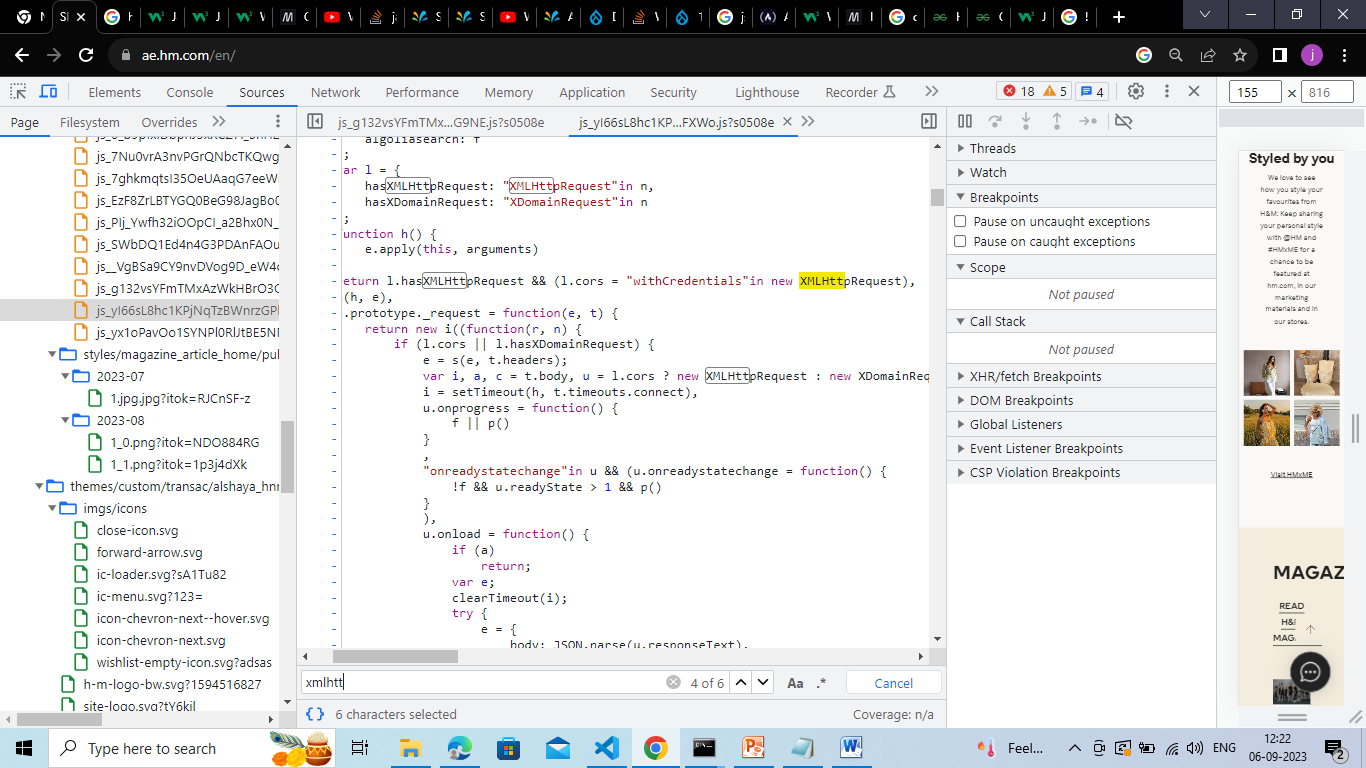 ae.hm.com/en/
Elements Console Sources Network Performance Memory Application Security Lighthouse Recorder
18 5 4
155 × 816
Page Filesystem Overrides
js_g132vsYFmTMx...G9NE.js?s0508e
js_yI66sL8hc1KP...FXWo.js?s0508e
js_7Nu0vrA3nvPGrQNbcTKQwg
js_7ghkmqtsI35OeUAaqG7eeW
js_EzF8ZrLBTYGQ0BeG98JagBo0
js_PIj_Ywfh32iOOpCI_a2Bhx0N_
js_SWbDQ1Ed4n4G3PDAnFAOu
js__VgBSa9CY9nvDVog9D_eW4c
js_g132vsYFmTMxAzWkHBrO3C
js_yI66sL8hc1KPjNqTzBWnrzGPl
js_yx1oPavOo1SYNPl0RlJtBE5NI
styles/magazine_article_home/pul
2023-07
1.jpg.jpg?itok=RJCnSF-z
2023-08
1_0.png?itok=NDO884RG
1_1.png?itok=1p3j4dXk
themes/custom/transac/alshaya_hnr
imgs/icons
close-icon.svg
forward-arrow.svg
ic-loader.svg?sA1Tu82
ic-menu.svg?123=
icon-chevron-next--hover.svg
icon-chevron-next.svg
wishlist-empty-icon.svg?adsas
h-m-logo-bw.svg?1594516827
site-logo.svg?tY6kil
algoliasearch: f
;
ar l = {
hasXMLHttpRequest: "XMLHttpRequest"in n,
hasXDomainRequest: "XDomainRequest"in n
;
unction h() {
e.apply(this, arguments)
eturn l.hasXMLHttpRequest && (l.cors = "withCredentials"in new XMLHttpRequest),
(h, e),
.prototype._request = function(e, t) {
return new i((function(r, n) {
if (l.cors || l.hasXDomainRequest) {
e = s(e, t.headers);
var i, a, c = t.body, u = l.cors ? new XMLHttpRequest : new XDomainReq
i = setTimeout(h, t.timeouts.connect),
u.onprogress = function() {
f || p()
}
,
"onreadystatechange"in u && (u.onreadystatechange = function() {
!f && u.readyState > 1 && p()
}
),
u.onload = function() {
if (a)
return;
var e;
clearTimeout(i);
try {
e = {
body: JSON.parse(u.responseText),
xmlhtt
4 of 6
Aa .*
Cancel
{} 6 characters selected
Coverage: n/a
Threads
Watch
Breakpoints
Pause on uncaught exceptions
Pause on caught exceptions
Scope
Not paused
Call Stack
Not paused
XHR/fetch Breakpoints
DOM Breakpoints
Global Listeners
Event Listener Breakpoints
CSP Violation Breakpoints
Styled by you
We love to see
how you style your
favourites from
H&M: Keep sharing
your personal style
with @HM and
#HMxME for a
chance to be
featured at
hm.com, in our
marketing
materials and in
our stores.
Visit HMxME
MAGAZ
READ
H&
MAG
Type here to search
Feel...
ENG
12:22
06-09-2023
2